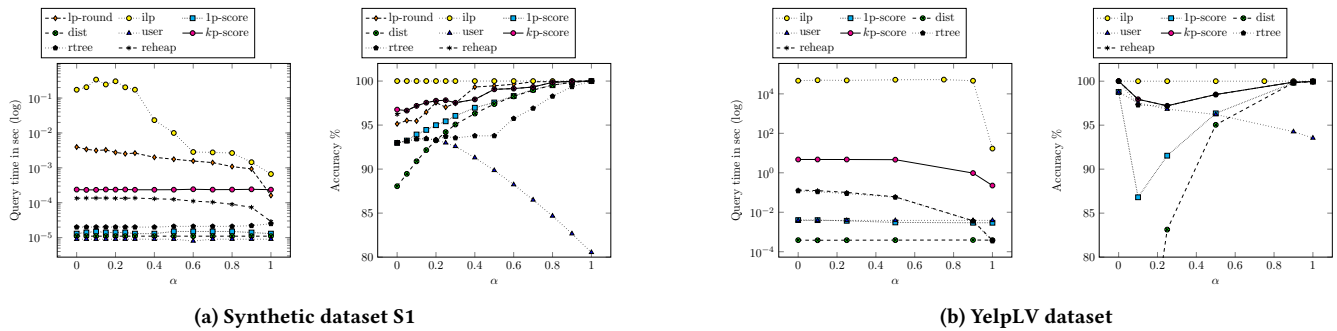 lp-round ilp 1p-score
dist user kp-score
rtree reheap
Query time in sec (log)
10−1
10−2
10−3
10−4
10−5
0 0.2 0.4 0.6 0.8 1
α
lp-round ilp 1p-score
dist user kp-score
rtree reheap
Accuracy %
100
95
90
85
80
0 0.2 0.4 0.6 0.8 1
α
(a) Synthetic dataset S1
ilp 1p-score dist
user kp-score rtree
reheap
Query time in sec (log)
104
102
100
10−2
10−4
0 0.2 0.4 0.6 0.8 1
α
ilp 1p-score dist
user kp-score rtree
reheap
Accuracy %
100
95
90
85
80
0 0.2 0.4 0.6 0.8 1
α
(b) YelpLV dataset